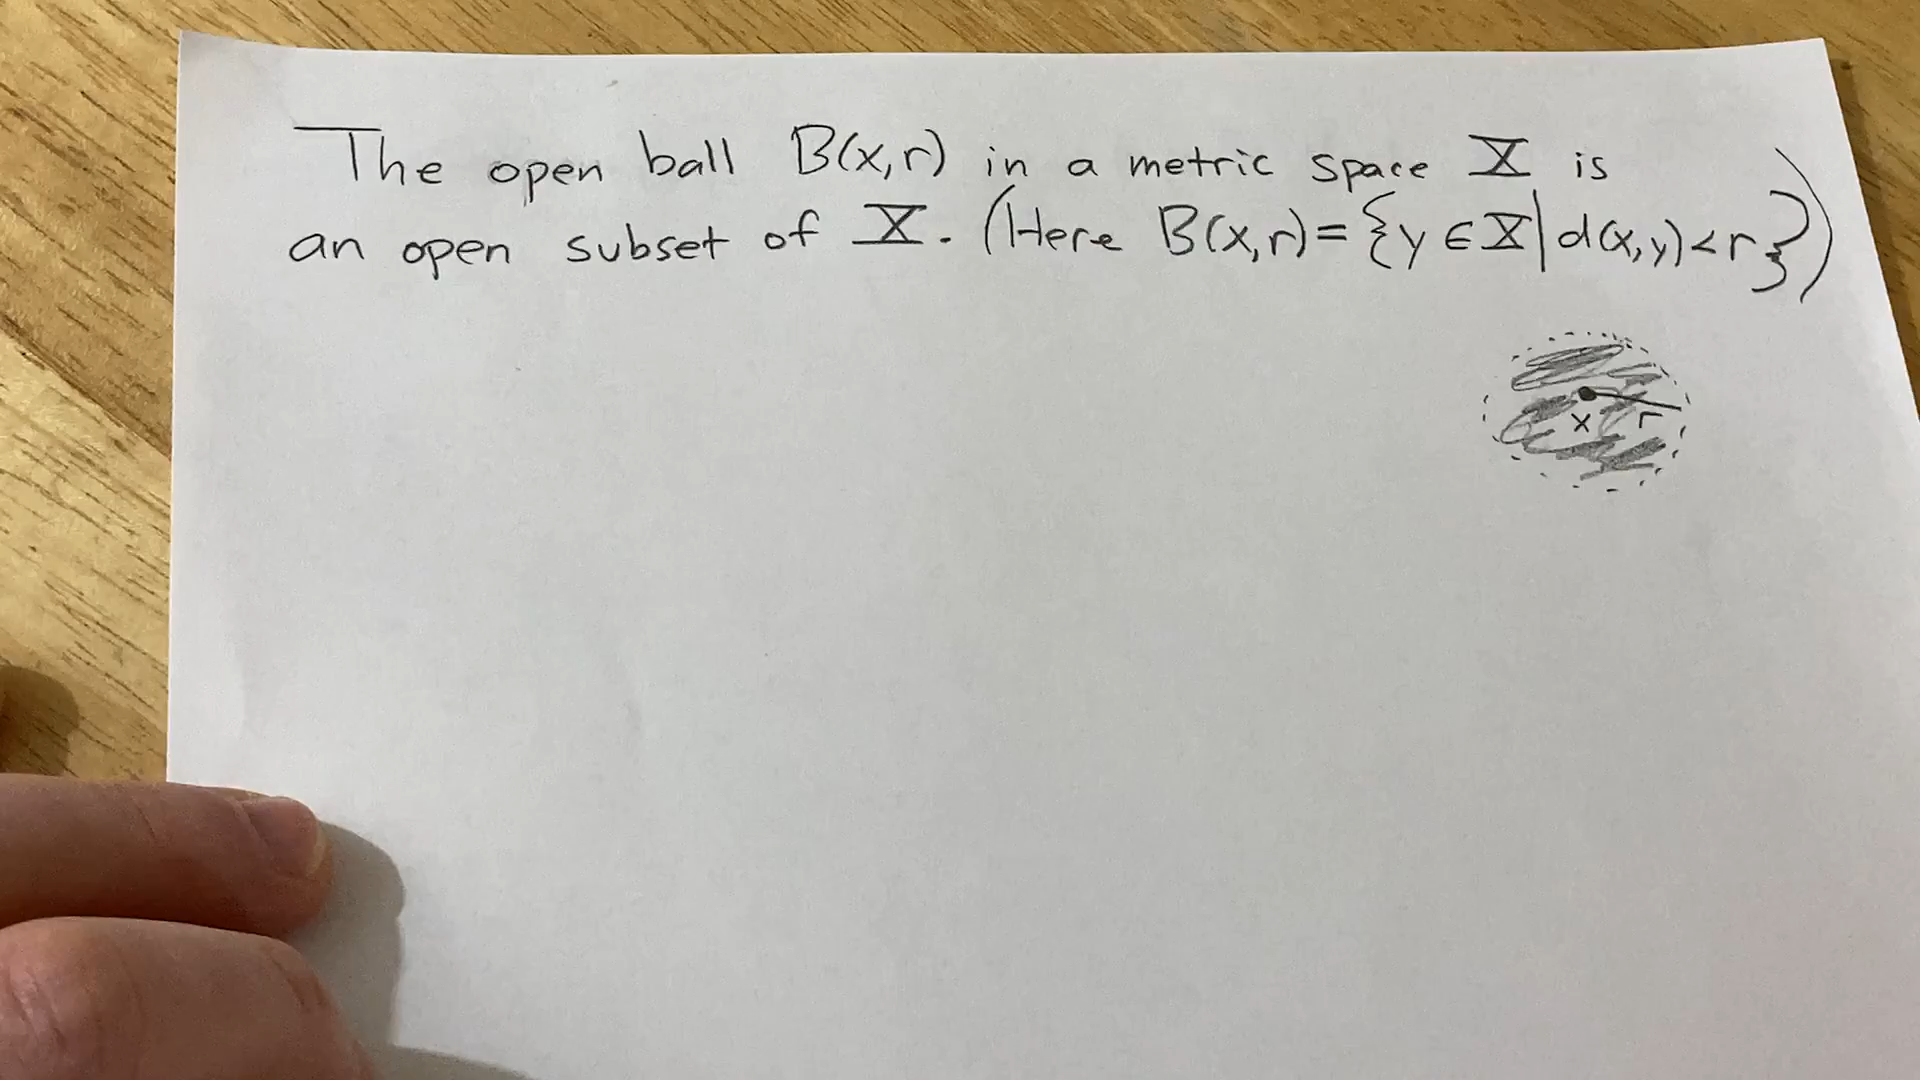 The open ball B(x,r) in a metric space X is
an open subset of X. (Here B(x,r)={y∈X|d(x,y)<r})
x r